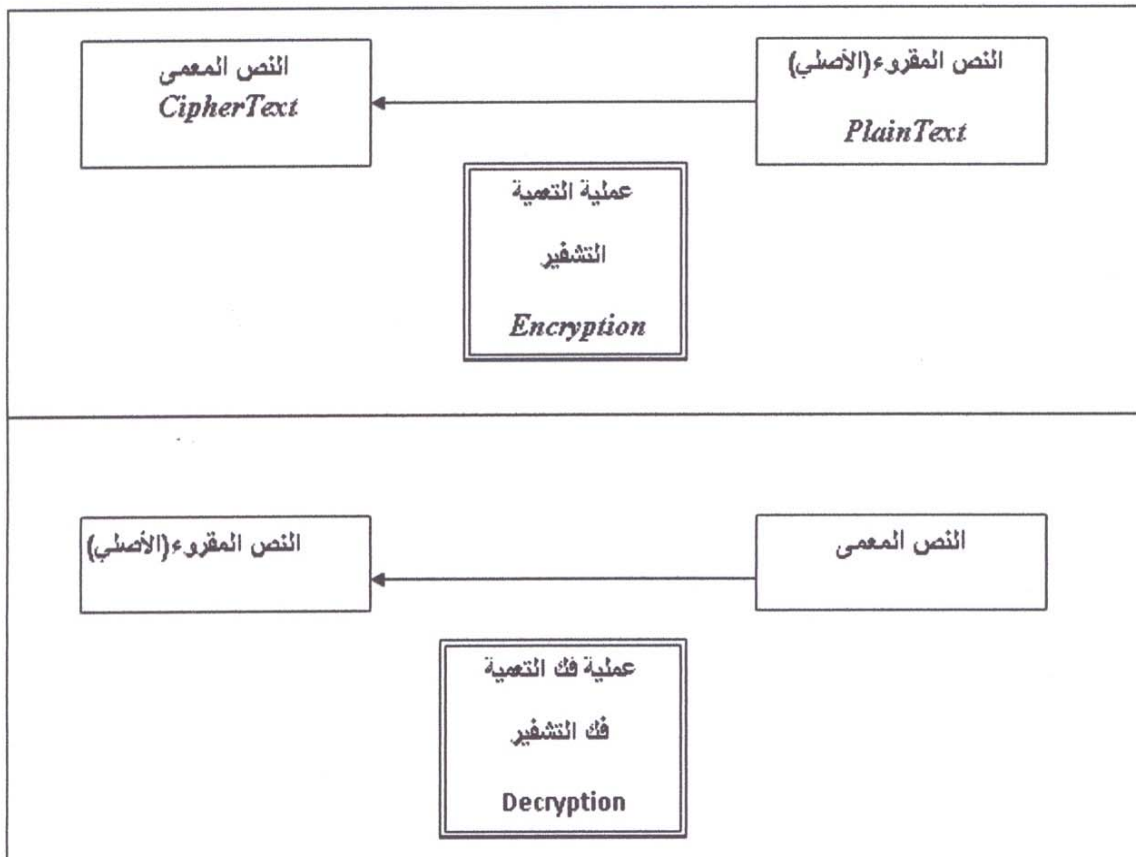 النص المقروء(الأصلي)
PlainText
النص المعمى
CipherText
عملية التعمية
التشفير
Encryption
النص المعمى
النص المقروء(الأصلي)
عملية فك التعمية
فك التشفير
Decryption